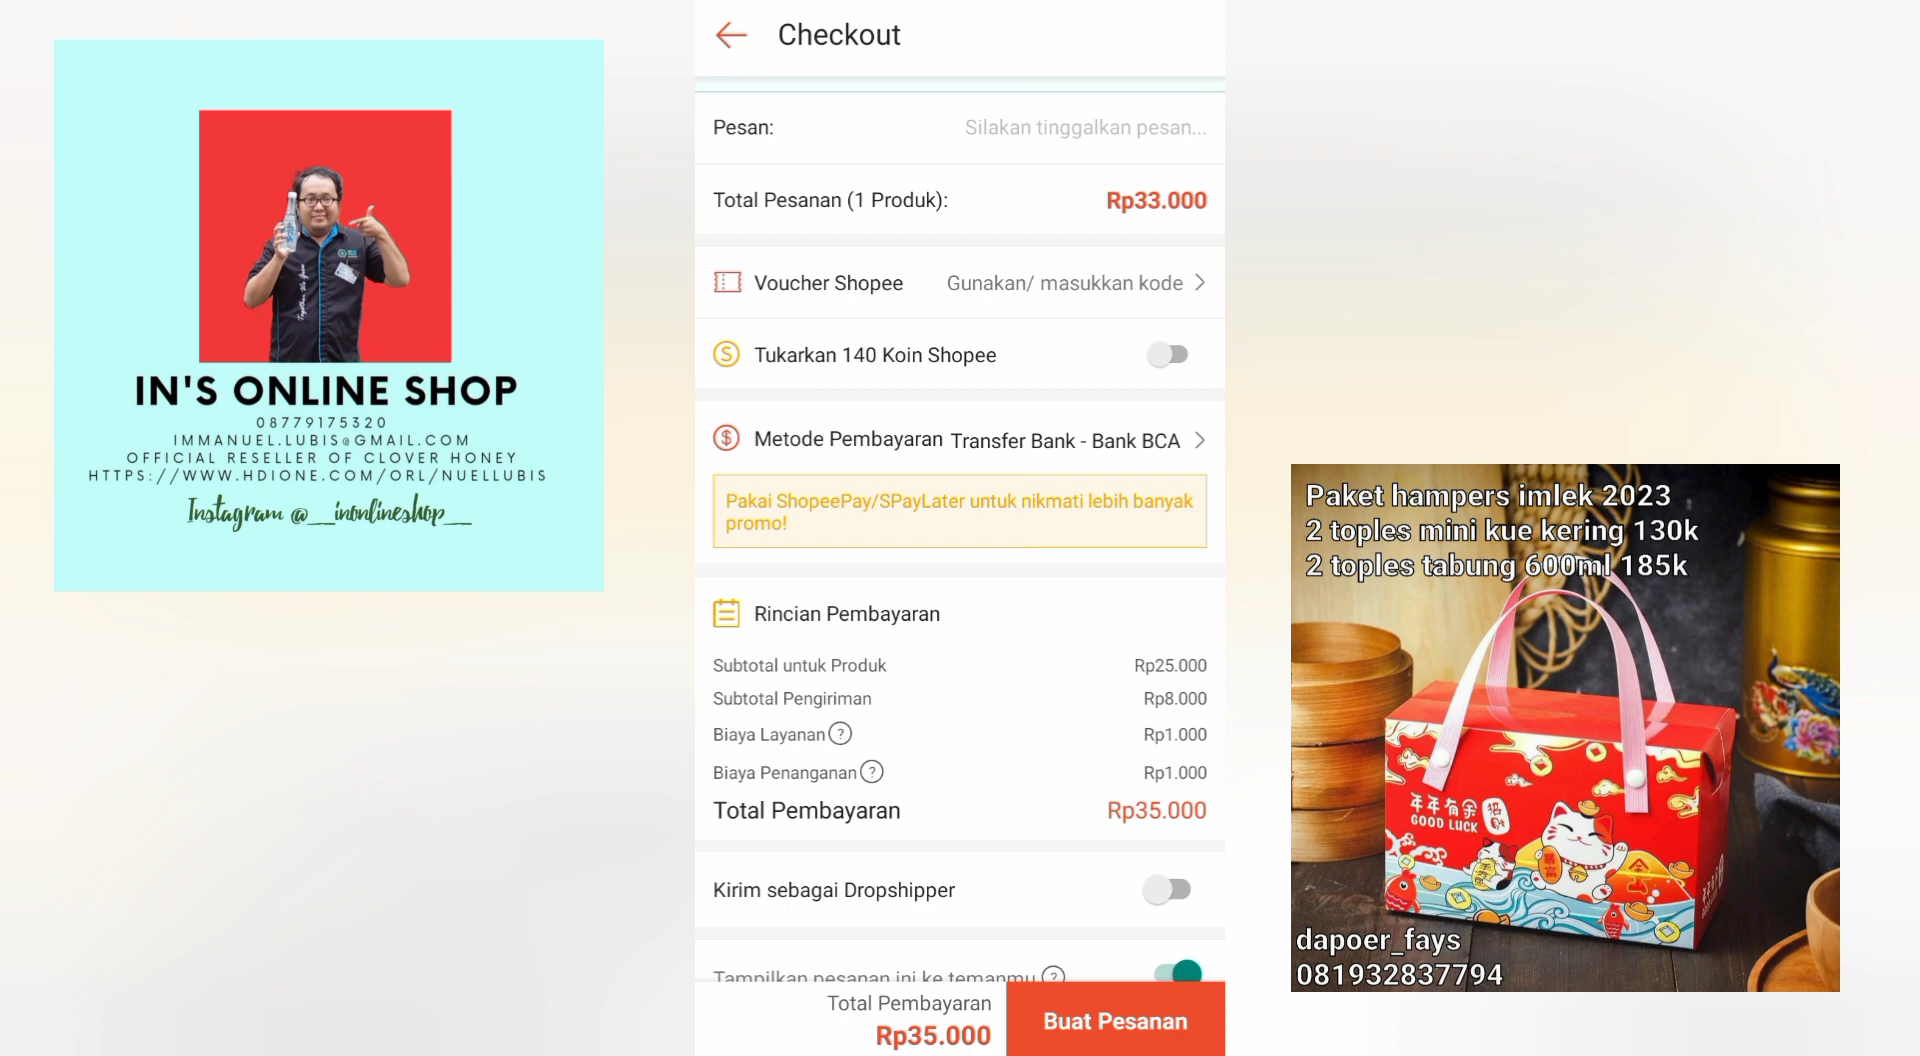 IN'S ONLINE SHOP
08779175320
IMMANUEL.LUBIS@GMAIL.COM
OFFICIAL RESELLER OF CLOVER HONEY
HTTPS://WWW.HDIONE.COM/ORL/NUELLUBIS
Instagram @__inonlineshop__
Checkout
Pesan: Silakan tinggalkan pesan...
Total Pesanan (1 Produk): Rp33.000
Voucher Shopee Gunakan/ masukkan kode
Tukarkan 140 Koin Shopee
Metode Pembayaran Transfer Bank - Bank BCA
Pakai ShopeePay/SPayLater untuk nikmati lebih banyak
promo!
Rincian Pembayaran
Subtotal untuk Produk Rp25.000
Subtotal Pengiriman Rp8.000
Biaya Layanan ? Rp1.000
Biaya Penanganan ? Rp1.000
Total Pembayaran Rp35.000
Kirim sebagai Dropshipper
Tampilkan pesanan ini ke temanmu ?
Total Pembayaran
Rp35.000
Buat Pesanan
Paket hampers imlek 2023
2 toples mini kue kering 130k
2 toples tabung 600ml 185k
年年有余
GOOD LUCK
dapoer_fays
081932837794